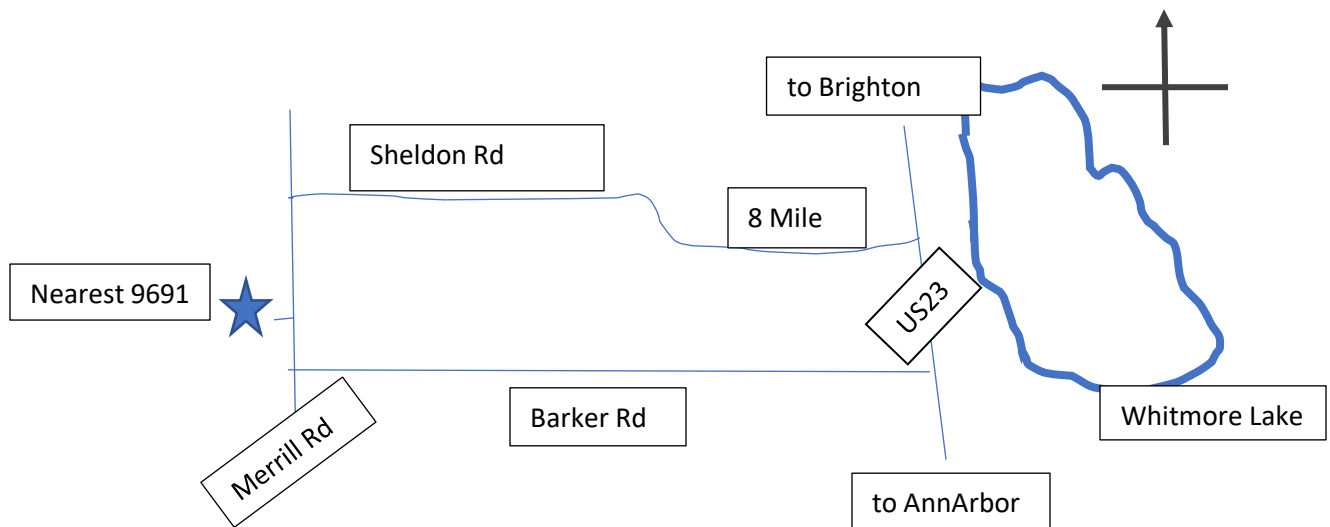 to Brighton
Sheldon Rd
8 Mile
Nearest 9691
US23
Merrill Rd
Barker Rd
Whitmore Lake
to AnnArbor